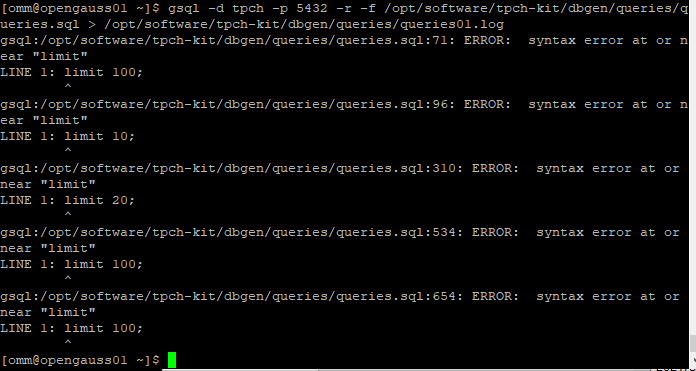 [omm@opengauss01 ~]$ gsql -d tpch -p 5432 -r -f /opt/software/tpch-kit/dbgen/queries/q
ueries.sql > /opt/software/tpch-kit/dbgen/queries/queries01.log
gsql:/opt/software/tpch-kit/dbgen/queries/queries.sql:71: ERROR:  syntax error at or n
ear "limit"
LINE 1: limit 100;
        ^
gsql:/opt/software/tpch-kit/dbgen/queries/queries.sql:96: ERROR:  syntax error at or n
ear "limit"
LINE 1: limit 10;
        ^
gsql:/opt/software/tpch-kit/dbgen/queries/queries.sql:310: ERROR:  syntax error at or
near "limit"
LINE 1: limit 20;
        ^
gsql:/opt/software/tpch-kit/dbgen/queries/queries.sql:534: ERROR:  syntax error at or
near "limit"
LINE 1: limit 100;
        ^
gsql:/opt/software/tpch-kit/dbgen/queries/queries.sql:654: ERROR:  syntax error at or
near "limit"
LINE 1: limit 100;
        ^
[omm@opengauss01 ~]$